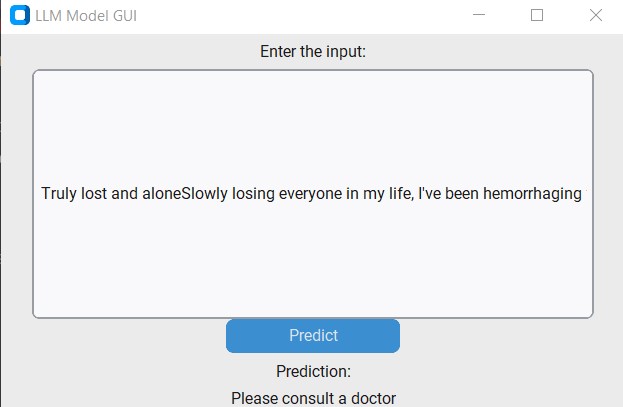 LLM Model GUI
Enter the input:
Truly lost and aloneSlowly losing everyone in my life, I've been hemorrhaging
Predict
Prediction:
Please consult a doctor